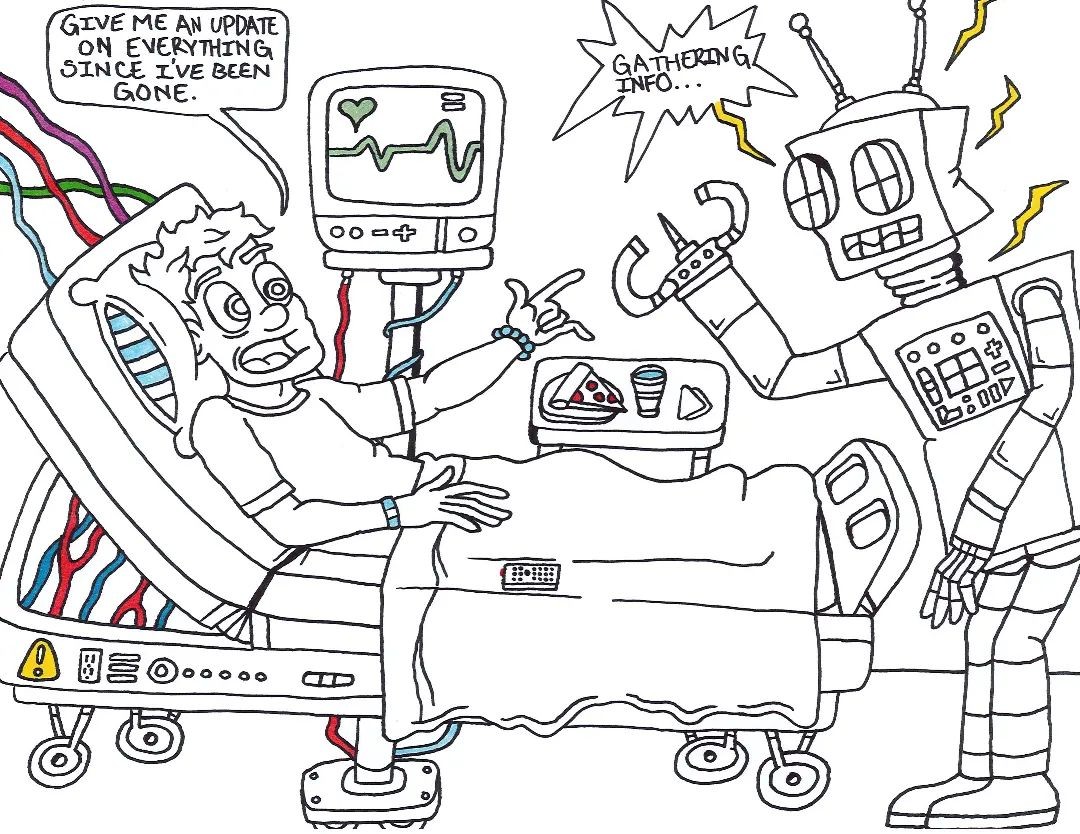 GIVE ME AN UPDATE
ON EVERYTHING
SINCE I'VE BEEN
GONE.
GATHERING
INFO...